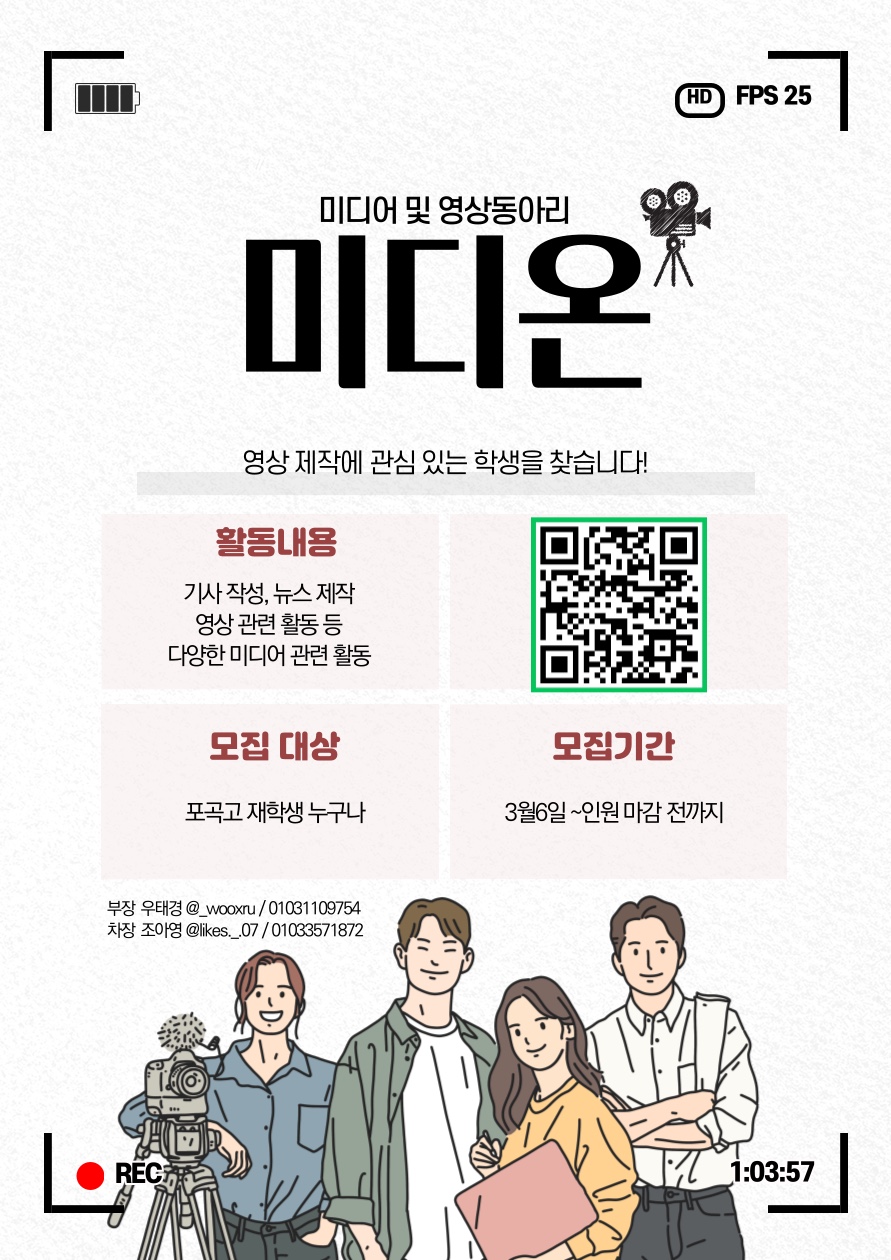 HD FPS 25
미디어 및 영상동아리
미디온
영상 제작에 관심 있는 학생을 찾습니다!
활동내용
기사 작성, 뉴스 제작
영상 관련 활동 등
다양한 미디어 관련 활동
모집 대상
포곡고 재학생 누구나
모집기간
3월6일 ~인원 마감 전까지
부장 우태경 @_wooxru / 01031109754
차장 조아영 @likes._.07 / 01033571872
REC
1:03:57